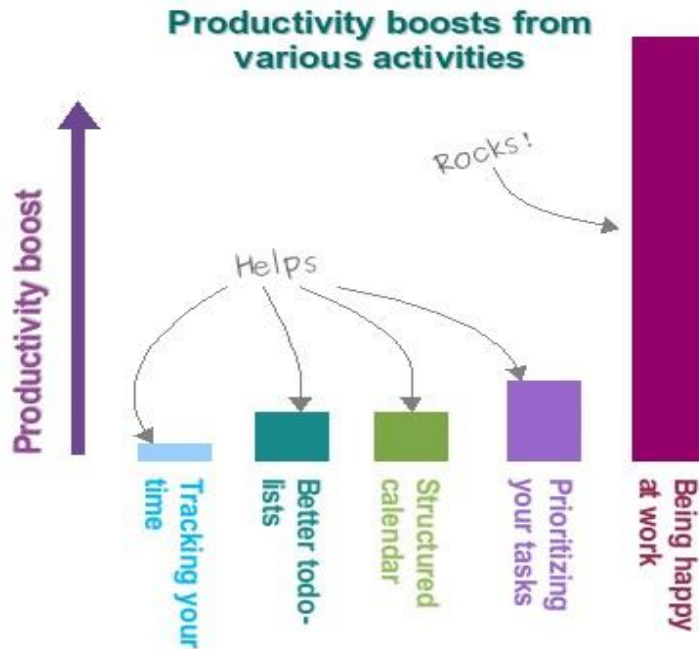 Productivity boosts from
various activities
Rocks!
Productivity boost
Helps
Tracking your
time
Better todo-
lists
Structured
calendar
Prioritizing
your tasks
Being happy
at work